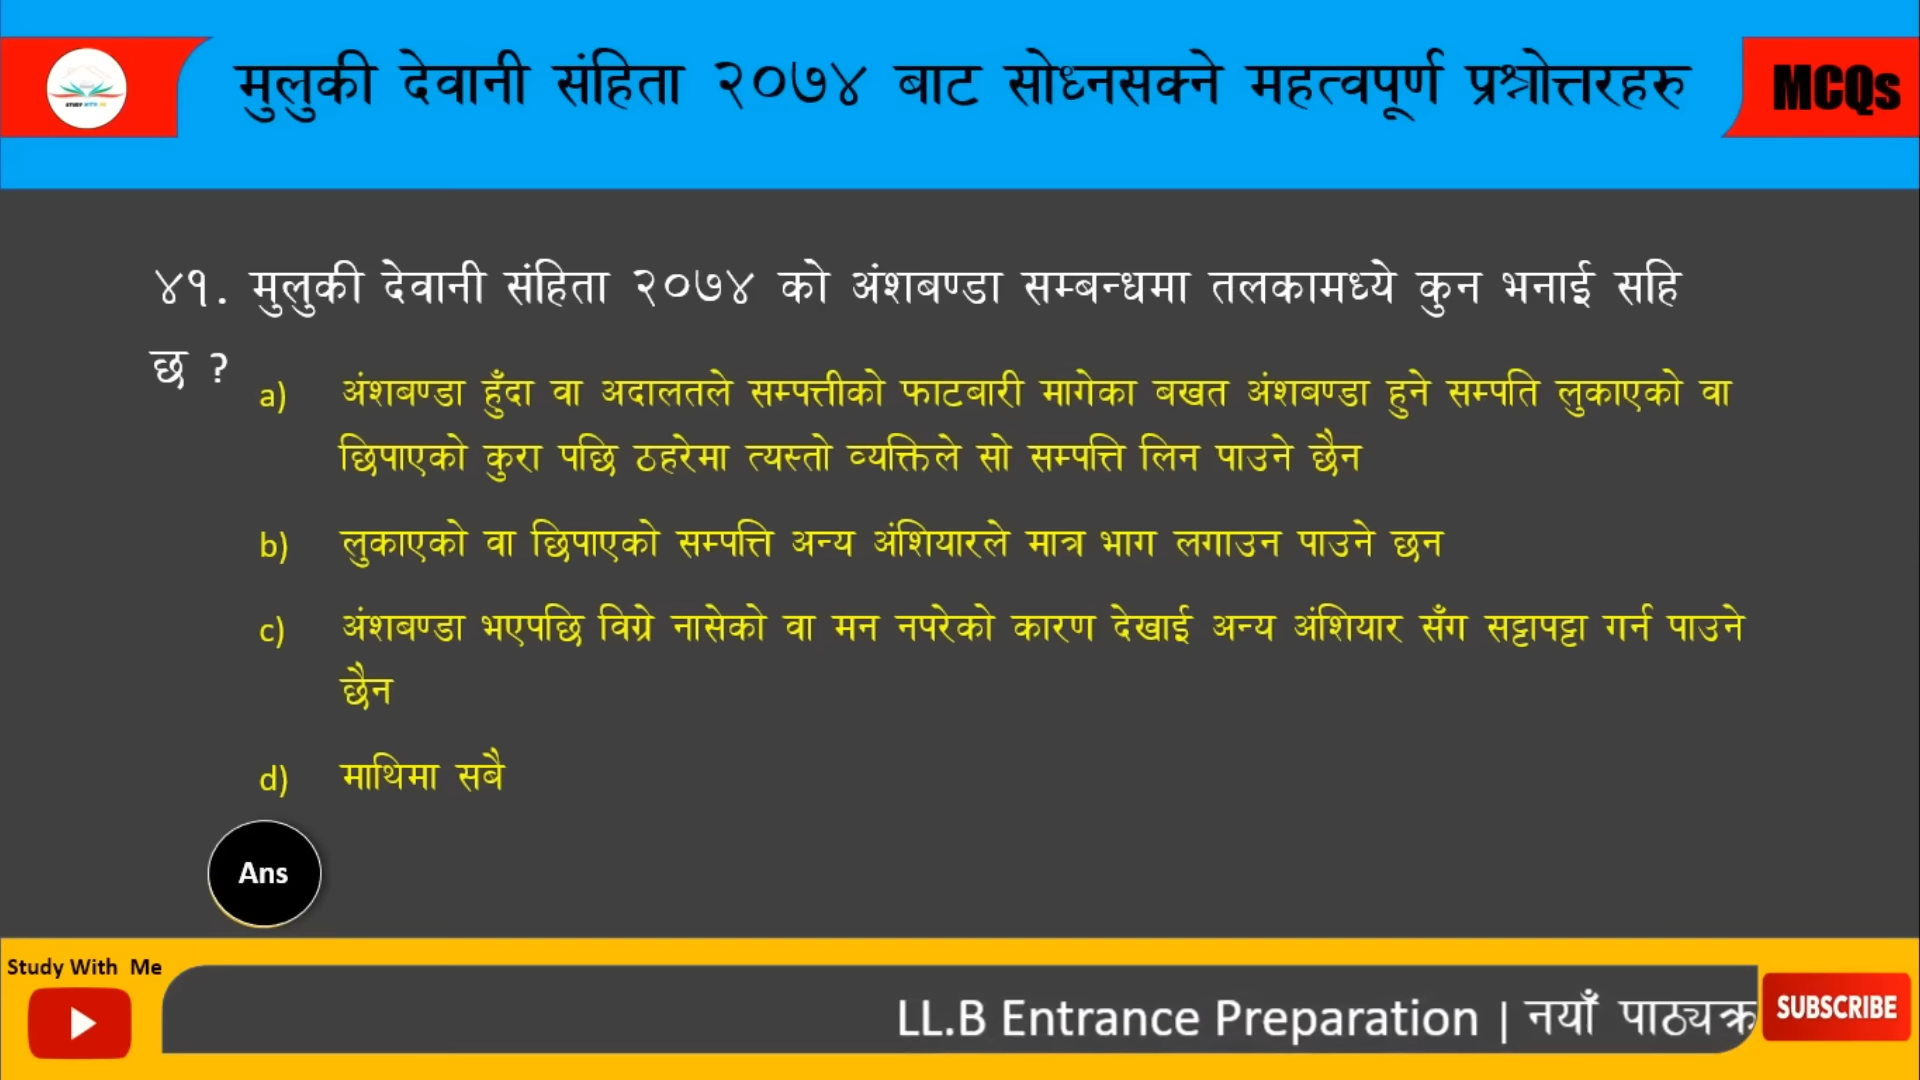 मुलुकी देवानी संहिता २०७४ बाट सोध्नसक्ने महत्वपूर्ण प्रश्नोत्तरहरु
MCQs
४१. मुलुकी देवानी संहिता २०७४ को अंशबण्डा सम्बन्धमा तलकामध्ये कुन भनाई सहि
छ ?
a) अंशबण्डा हुँदा वा अदालतले सम्पत्तीको फाटबारी मागेका बखत अंशबण्डा हुने सम्पति लुकाएको वा
छिपाएको कुरा पछि ठहरेमा त्यस्तो व्यक्तिले सो सम्पत्ति लिन पाउने छैन
b) लुकाएको वा छिपाएको सम्पत्ति अन्य अंशियारले मात्र भाग लगाउन पाउने छन
c) अंशबण्डा भएपछि विग्रे नासेको वा मन नपरेको कारण देखाई अन्य अंशियार सँग सट्टापट्टा गर्न पाउने
छैन
d) माथिमा सबै
Ans
Study With Me
LL.B Entrance Preparation | नयाँ पाठ्यक्र
SUBSCRIBE